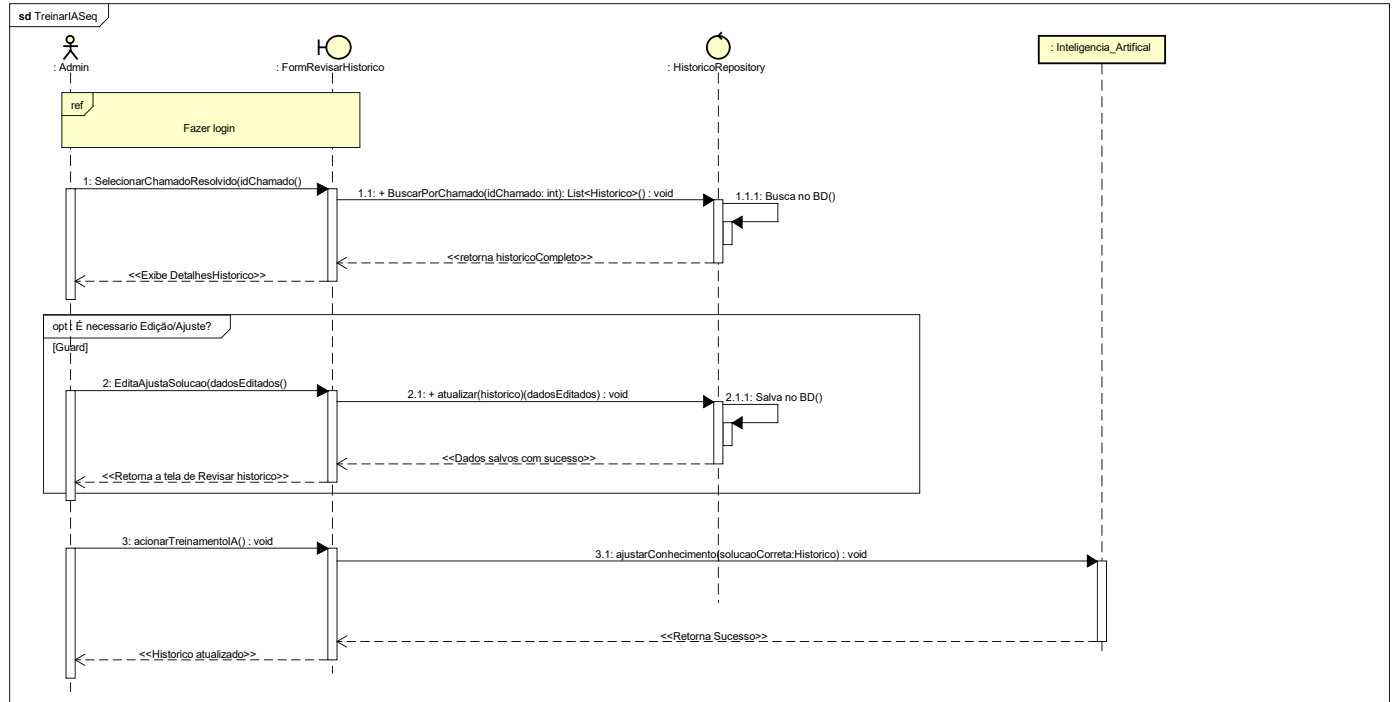 sd TreinarIASeq
: Admin
: FormRevisarHistorico
: HistoricoRepository
: Inteligencia_Artifical
ref
Fazer login
1: SelecionarChamadoResolvido(idChamado()
1.1: + BuscarPorChamado(idChamado: int): List<Historico>() : void
1.1.1: Busca no BD()
<<retorna historicoCompleto>>
<<Exibe DetalhesHistorico>>
opt : É necessario Edição/Ajuste?
[Guard]
2: EditaAjustaSolucao(dadosEditados()
2.1: + atualizar(historico)(dadosEditados) : void
2.1.1: Salva no BD()
<<Dados salvos com sucesso>>
<<Retorna a tela de Revisar historico>>
3: acionarTreinamentoIA() : void
3.1: ajustarConhecimento(solucaoCorreta:Historico) : void
<<Retorna Sucesso>>
<<Historico atualizado>>